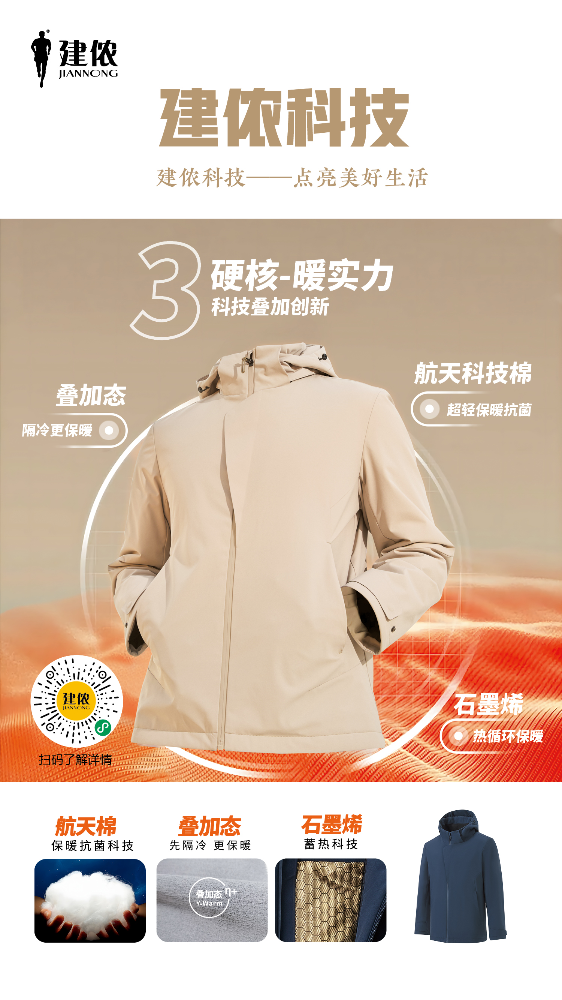 建侬
JIANNONG
建侬科技
建侬科技——点亮美好生活
3
硬核-暖实力
科技叠加创新
航天科技棉
超轻保暖抗菌
叠加态
隔冷更保暖
建侬
JIANNONG
扫码了解详情
石墨烯
热循环保暖
航天棉
保暖抗菌科技
叠加态
先隔冷 更保暖
石墨烯
蓄热科技
叠加态 η+
Y-Warm